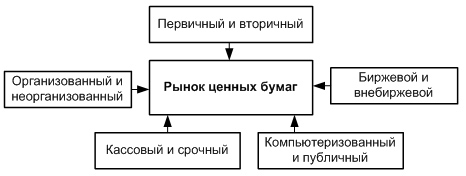 Первичный и вторичный
Организованный и
неорганизованный
Рынок ценных бумаг
Биржевой и
внебиржевой
Кассовый и срочный
Компьютеризованный
и публичный